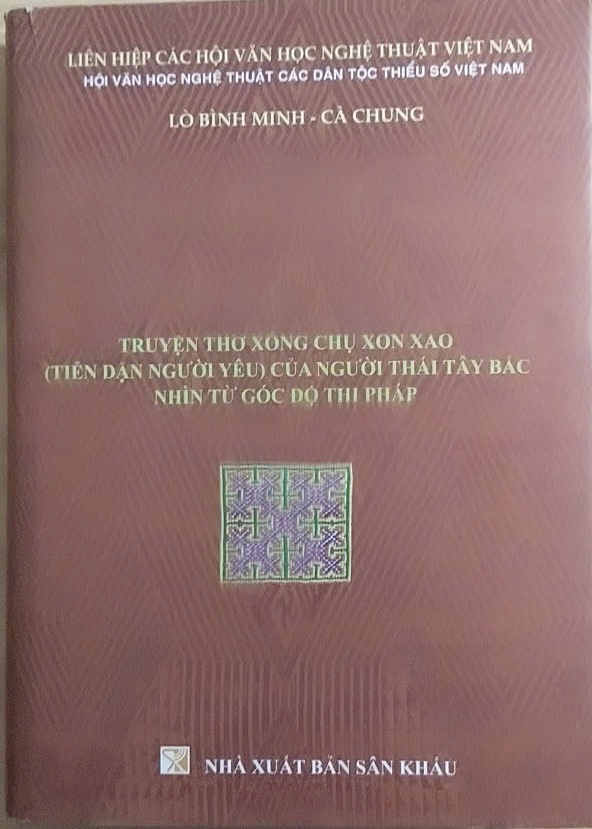 LIÊN HIỆP CÁC HỘI VĂN HỌC NGHỆ THUẬT VIỆT NAM
HỘI VĂN HỌC NGHỆ THUẬT CÁC DÂN TỘC THIỂU SỐ VIỆT NAM
LÒ BÌNH MINH - CÀ CHUNG
TRUYỆN THƠ XỐNG CHỤ XON XAO
(TIỄN DẶN NGƯỜI YÊU) CỦA NGƯỜI THÁI TÂY BẮC
NHÌN TỪ GÓC ĐỘ THI PHÁP
NHÀ XUẤT BẢN SÂN KHẤU